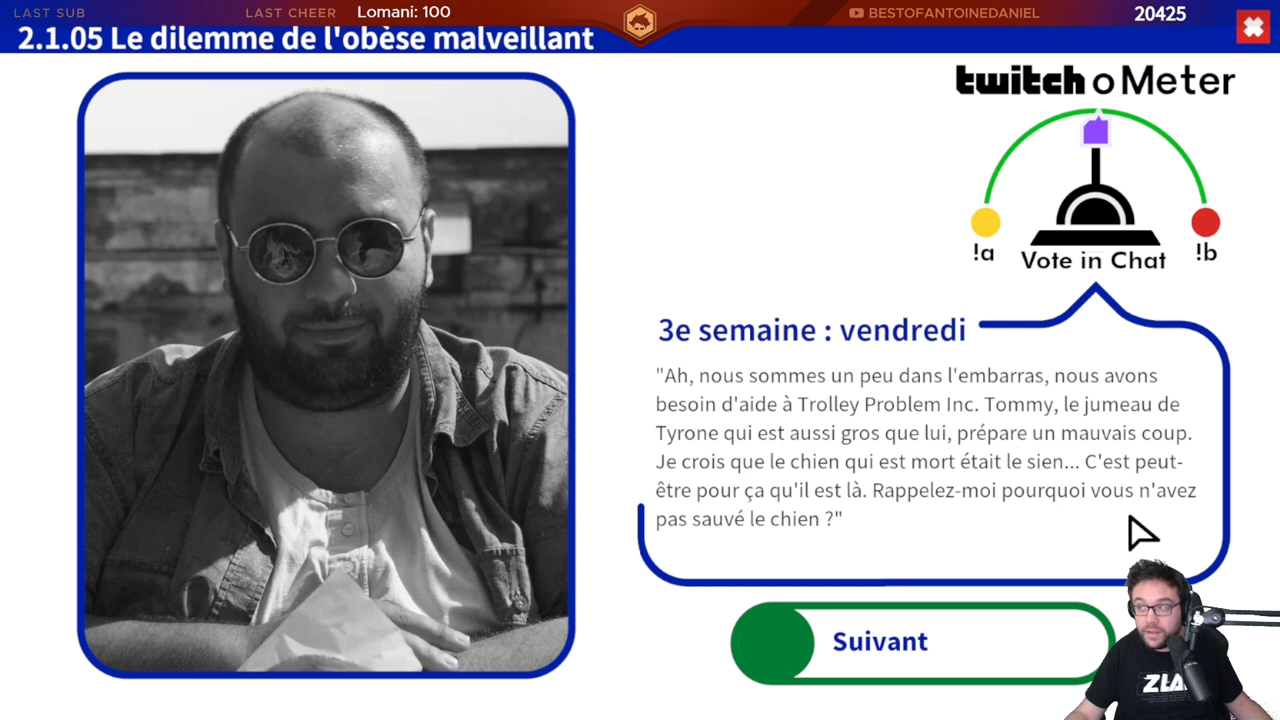 LAST SUB
LAST CHEER Lomani: 100
BESTOFANTOINEDANIEL
20425
2.1.05 Le dilemme de l'obèse malveillant
twitch o Meter
!a
Vote in Chat
!b
3e semaine : vendredi
"Ah, nous sommes un peu dans l'embarras, nous avons
besoin d'aide à Trolley Problem Inc. Tommy, le jumeau de
Tyrone qui est aussi gros que lui, prépare un mauvais coup.
Je crois que le chien qui est mort était le sien... C'est peut-
être pour ça qu'il est là. Rappelez-moi pourquoi vous n'avez
pas sauvé le chien ?"
Suivant